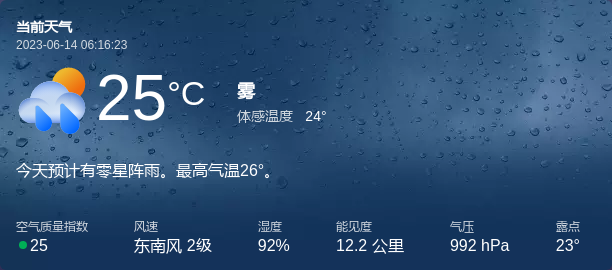 当前天气
2023-06-14 06:16:23
25°C
雾
体感温度 24°
今天预计有零星阵雨。最高气温26°。
空气质量指数 风速 湿度 能见度 气压 露点
25 东南风 2级 92% 12.2 公里 992 hPa 23°